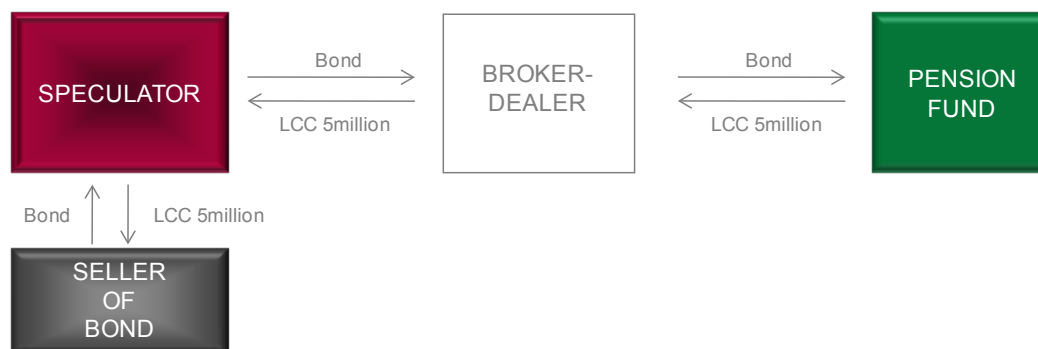 SPECULATOR
Bond
LCC 5million
BROKER-
DEALER
Bond
LCC 5million
PENSION
FUND
Bond
LCC 5million
SELLER
OF
BOND